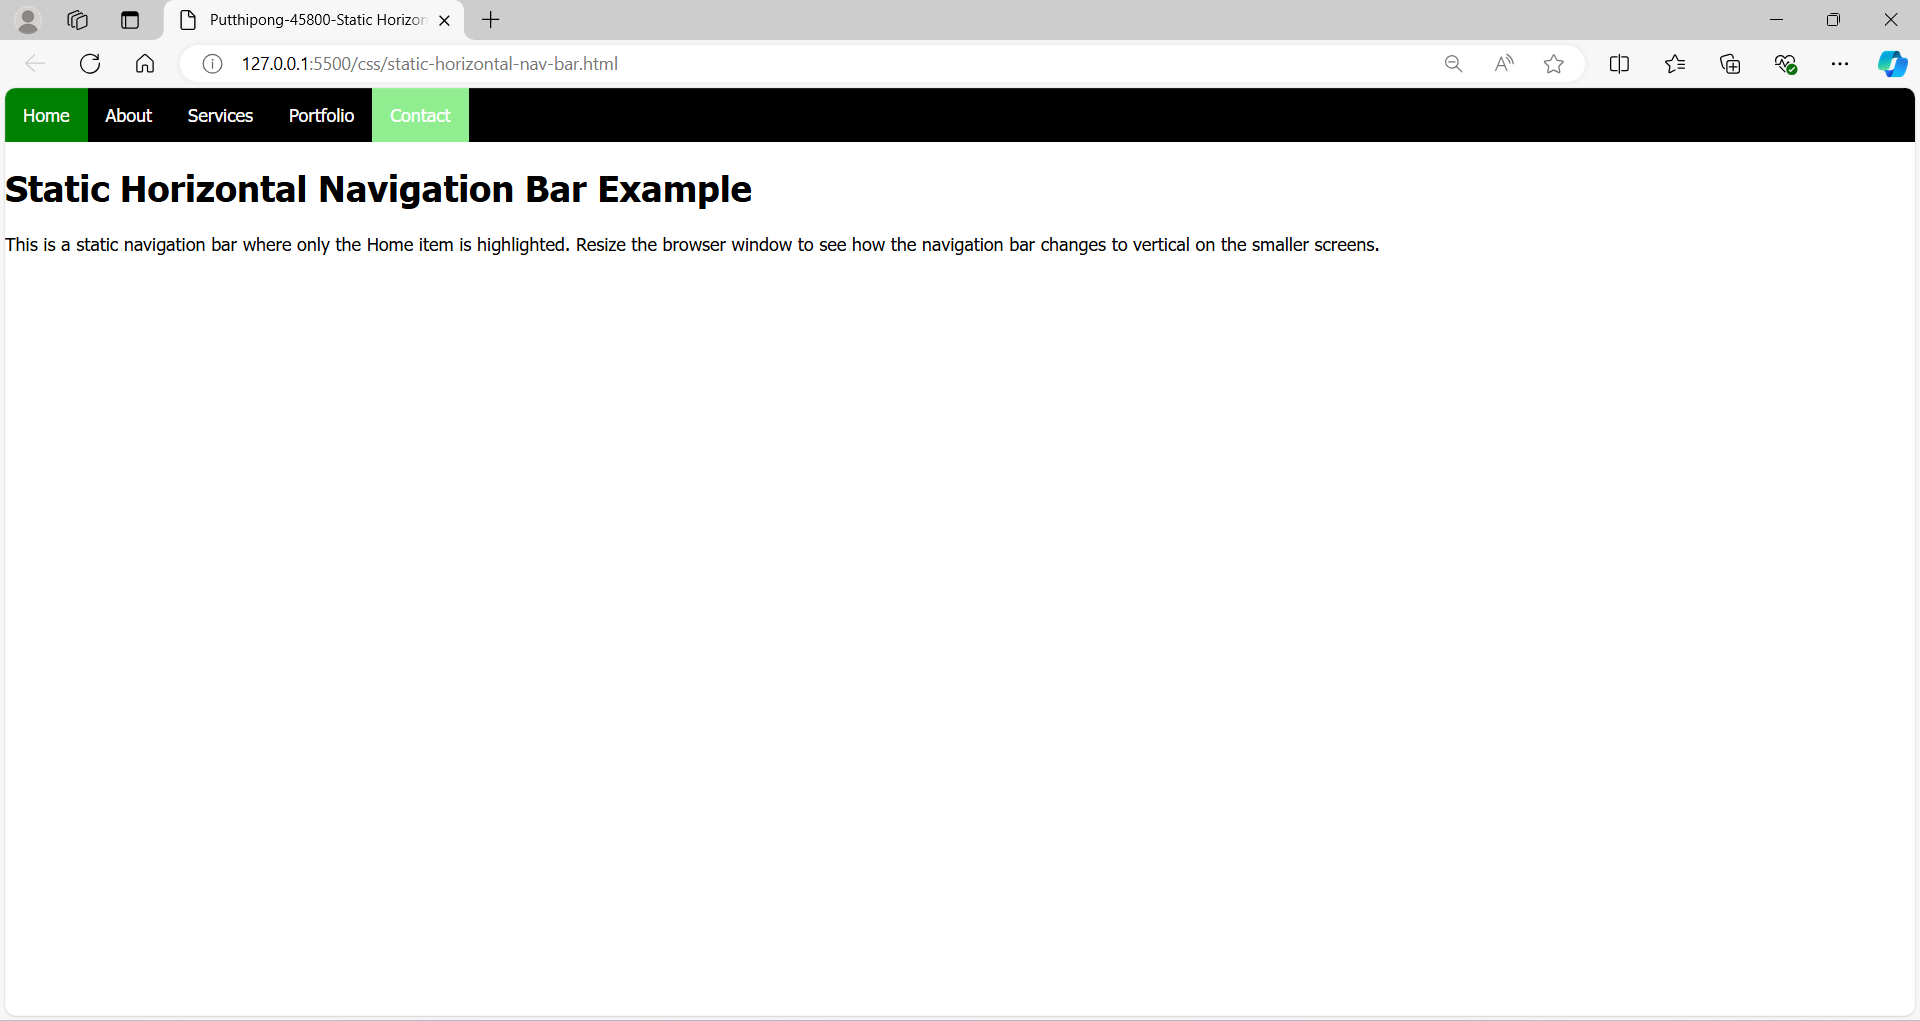 Putthipong-45800-Static Horizon
127.0.0.1:5500/css/static-horizontal-nav-bar.html
Home About Services Portfolio Contact
Static Horizontal Navigation Bar Example
This is a static navigation bar where only the Home item is highlighted. Resize the browser window to see how the navigation bar changes to vertical on the smaller screens.